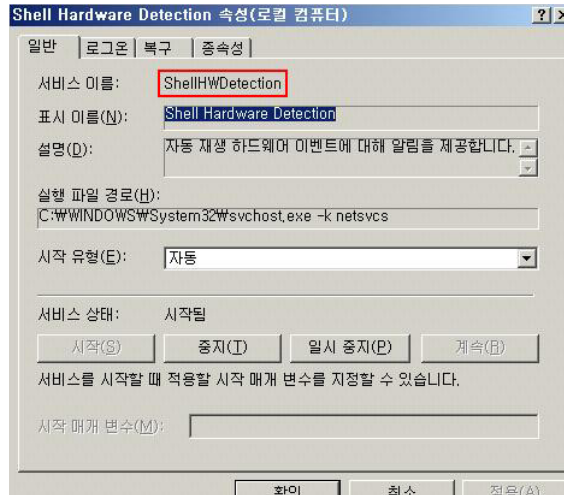 Shell Hardware Detection 속성(로컬 컴퓨터)
일반 로그온 복구 종속성
서비스 이름: ShellHWDetection
표시 이름(N): Shell Hardware Detection
설명(D): 자동 재생 하드웨어 이벤트에 대해 알림을 제공합니다.
실행 파일 경로(H):
C:₩WINDOWS₩System32₩svchost.exe -k netsvcs
시작 유형(E): 자동
서비스 상태: 시작됨
시작(S) 중지(T) 일시 중지(P) 계속(R)
서비스를 시작할 때 적용할 시작 매개 변수를 지정할 수 있습니다.
시작 매개 변수(M):
확인 취소 적용(A)